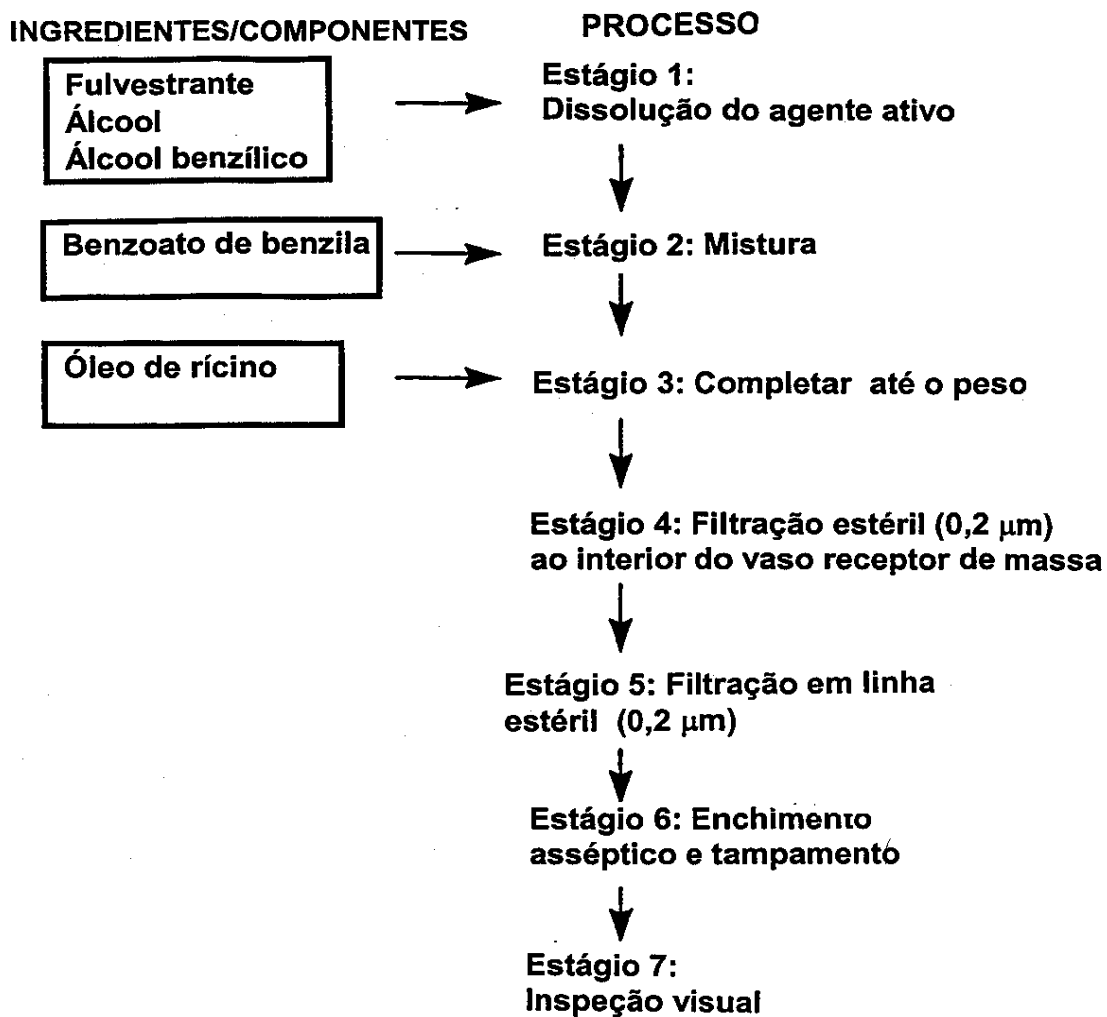 INGREDIENTES/COMPONENTES
PROCESSO
Fulvestrante
Álcool
Álcool benzílico
Estágio 1:
Dissolução do agente ativo
Benzoato de benzila
Estágio 2: Mistura
Óleo de rícino
Estágio 3: Completar até o peso
Estágio 4: Filtração estéril (0,2 μm)
ao interior do vaso receptor de massa
Estágio 5: Filtração em linha
estéril (0,2 μm)
Estágio 6: Enchimento
asséptico e tampamento
Estágio 7:
Inspeção visual